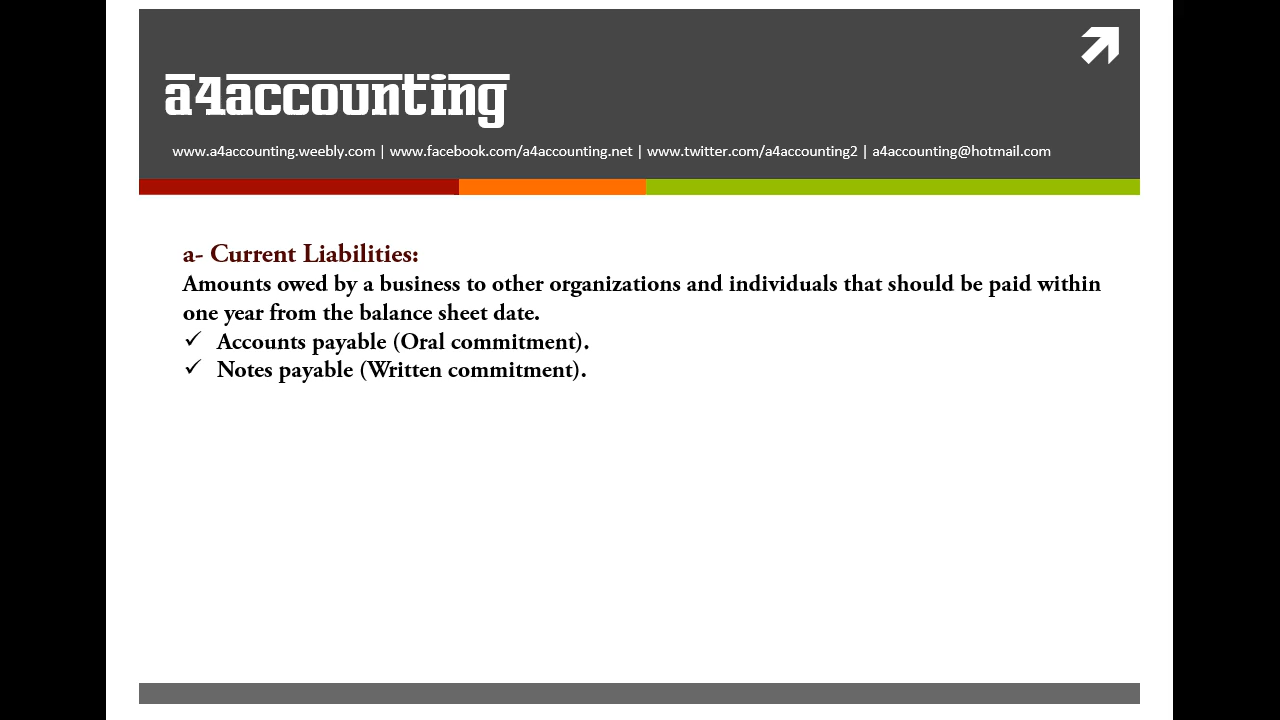 a4accounting
www.a4accounting.weebly.com | www.facebook.com/a4accounting.net | www.twitter.com/a4accounting2 | a4accounting@hotmail.com
a- Current Liabilities:
Amounts owed by a business to other organizations and individuals that should be paid within
one year from the balance sheet date.
✓ Accounts payable (Oral commitment).
✓ Notes payable (Written commitment).